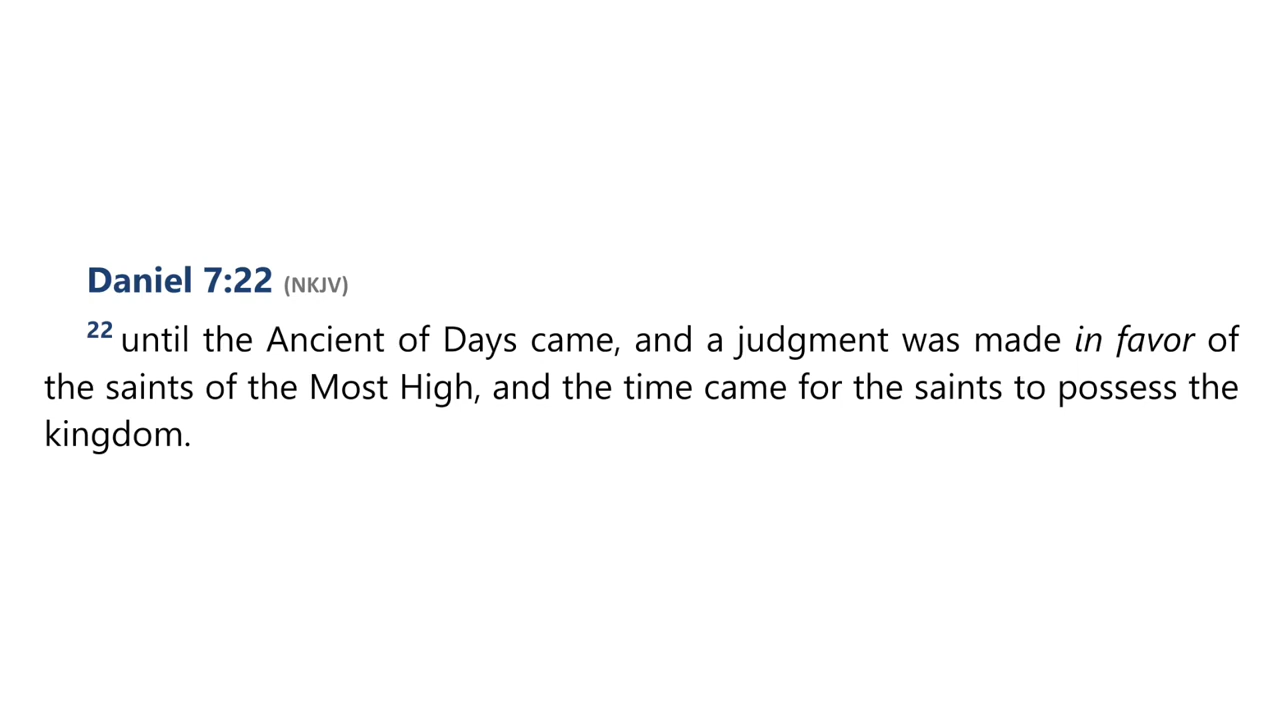 Daniel 7:22 (NKJV)
22 until the Ancient of Days came, and a judgment was made in favor of
the saints of the Most High, and the time came for the saints to possess the
kingdom.